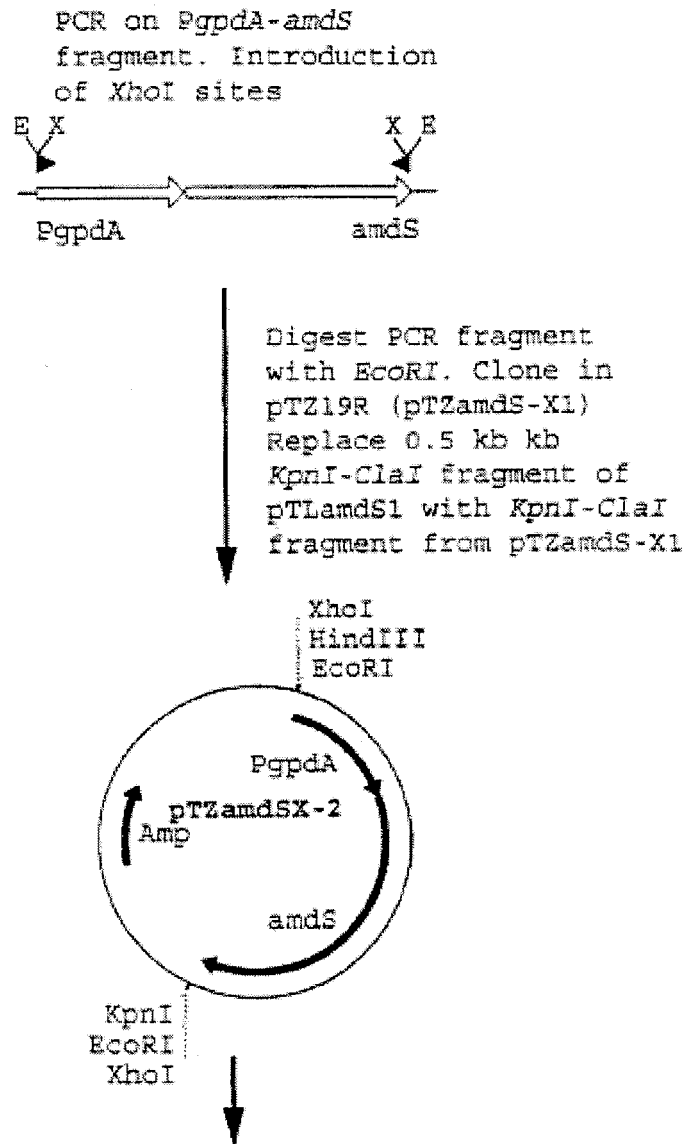 PCR on PgpdA-amdS
fragment. Introduction
of XhoI sites
E X
X E
PgpdA
amdS
Digest PCR fragment
with EcoRI. Clone in
pTZ19R (pTZamdS-X1)
Replace 0.5 kb kb
KpnI-ClaI fragment of
pTLamdS1 with KpnI-ClaI
fragment from pTZamdS-X1
XhoI
HindIII
EcoRI
PgpdA
pTZamdSX-2
Amp
amdS
KpnI
EcoRI
XhoI